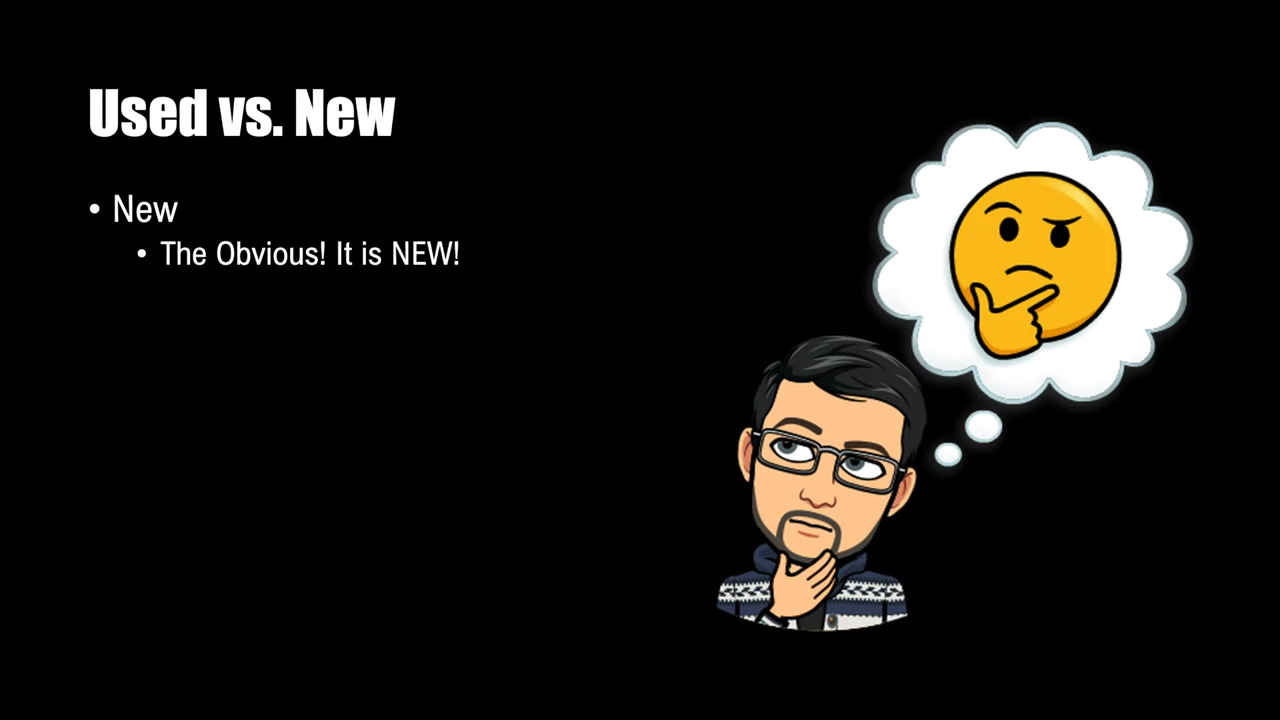 Used vs. New
• New
• The Obvious! It is NEW!